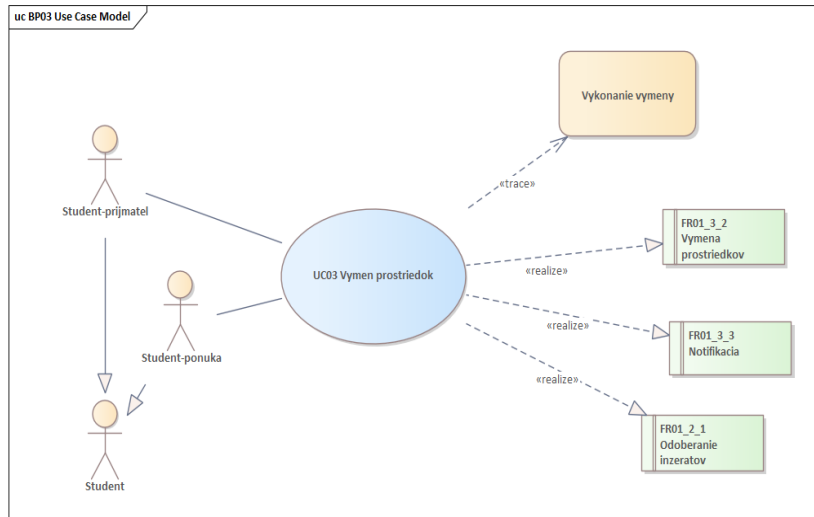 uc BP03 Use Case Model
Vykonanie vymeny
«trace»
Student-prijmatel
FR01_3_2
Vymena
prostriedkov
UC03 Vymen prostriedok
«realize»
FR01_3_3
Notifikacia
«realize»
Student-ponuka
«realize»
FR01_2_1
Odoberanie
inzeratov
Student